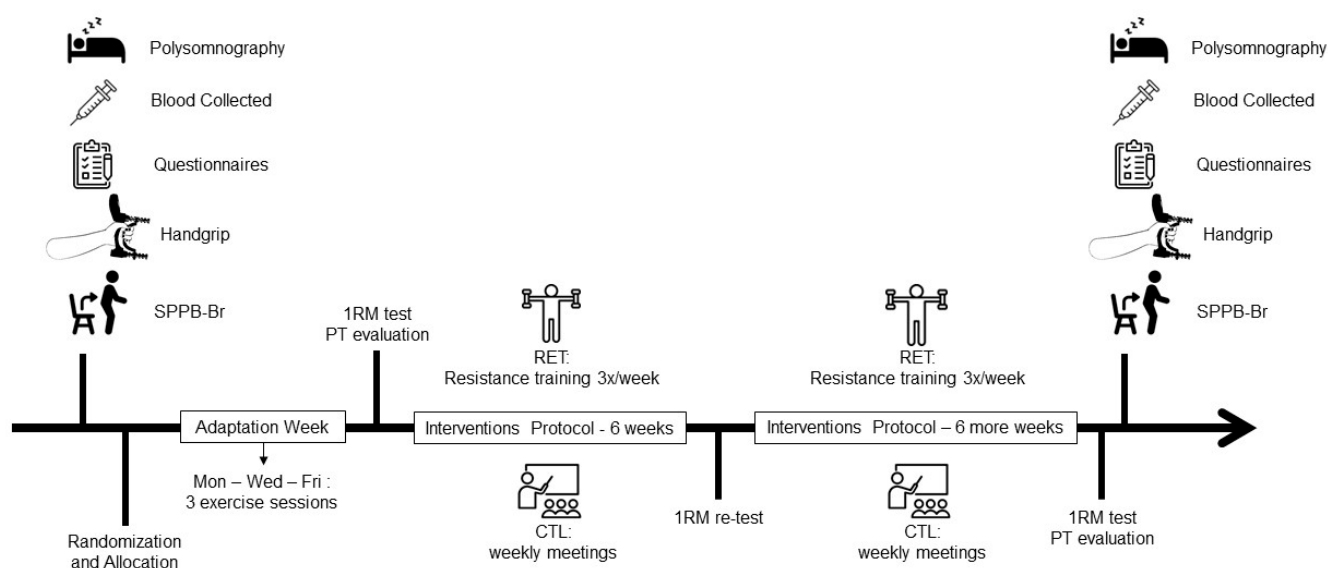 zzz
Polysomnography
Blood Collected
Questionnaires
Handgrip
SPPB-Br
Randomization
and Allocation
Adaptation Week
Mon – Wed – Fri :
3 exercise sessions
1RM test
PT evaluation
RET:
Resistance training 3x/week
Interventions Protocol - 6 weeks
CTL:
weekly meetings
1RM re-test
RET:
Resistance training 3x/week
Interventions Protocol – 6 more weeks
CTL:
weekly meetings
1RM test
PT evaluation
zzz
Polysomnography
Blood Collected
Questionnaires
Handgrip
SPPB-Br